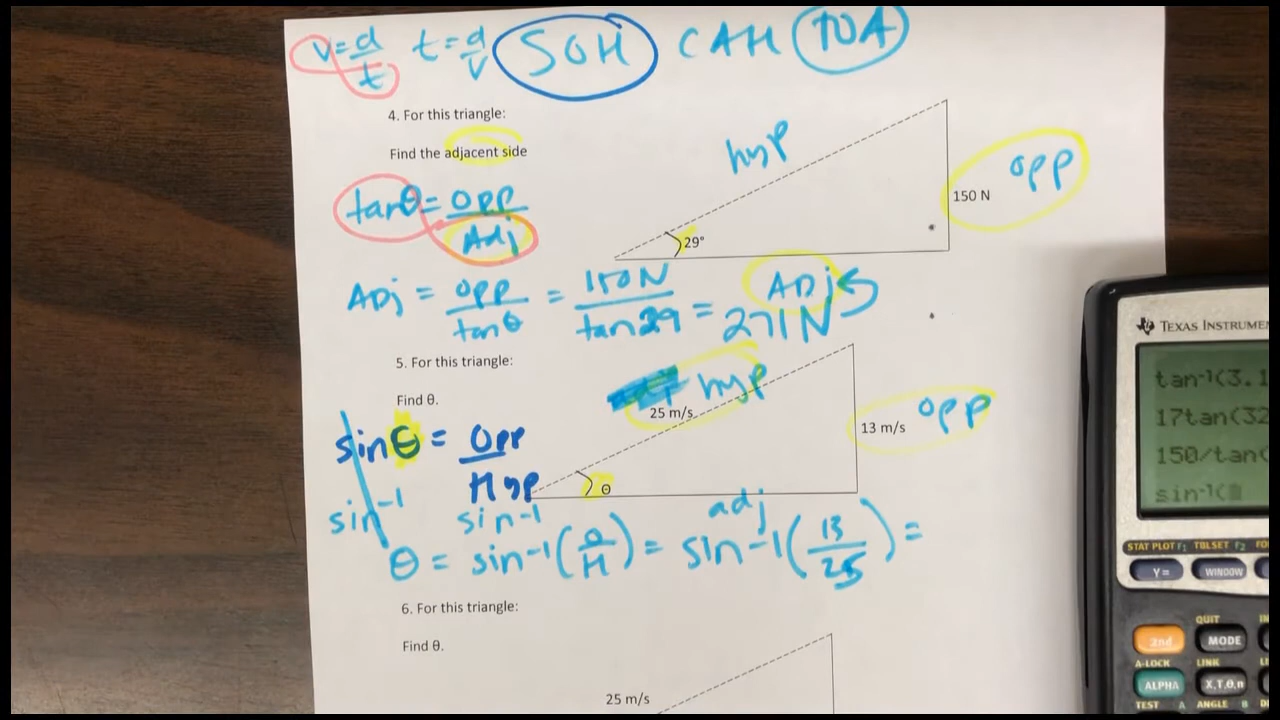 v = d/t t = d/v SOH CAH TOA
4. For this triangle:
Find the adjacent side
hyp
opp
150 N
29°
tanθ = Opp/Adj
ADj = opp/tanθ = 150N/tan29 = 271N
ADj
5. For this triangle:
Find θ.
hyp
25 m/s
opp
13 m/s
θ
adj
sinθ = Opp/Hyp
sin⁻¹ sin⁻¹
θ = sin⁻¹(O/H) = sin⁻¹(13/25) =
6. For this triangle:
Find θ.
25 m/s
TEXAS INSTRUME
tan⁻¹(3.1
17tan(32
150/tan(
sin⁻¹(
STAT PLOT F1 TBLSET F2 FO
Y= WINDOW
QUIT
2nd MODE
A-LOCK LINK
ALPHA X,T,θ,n
TEST A ANGLE B